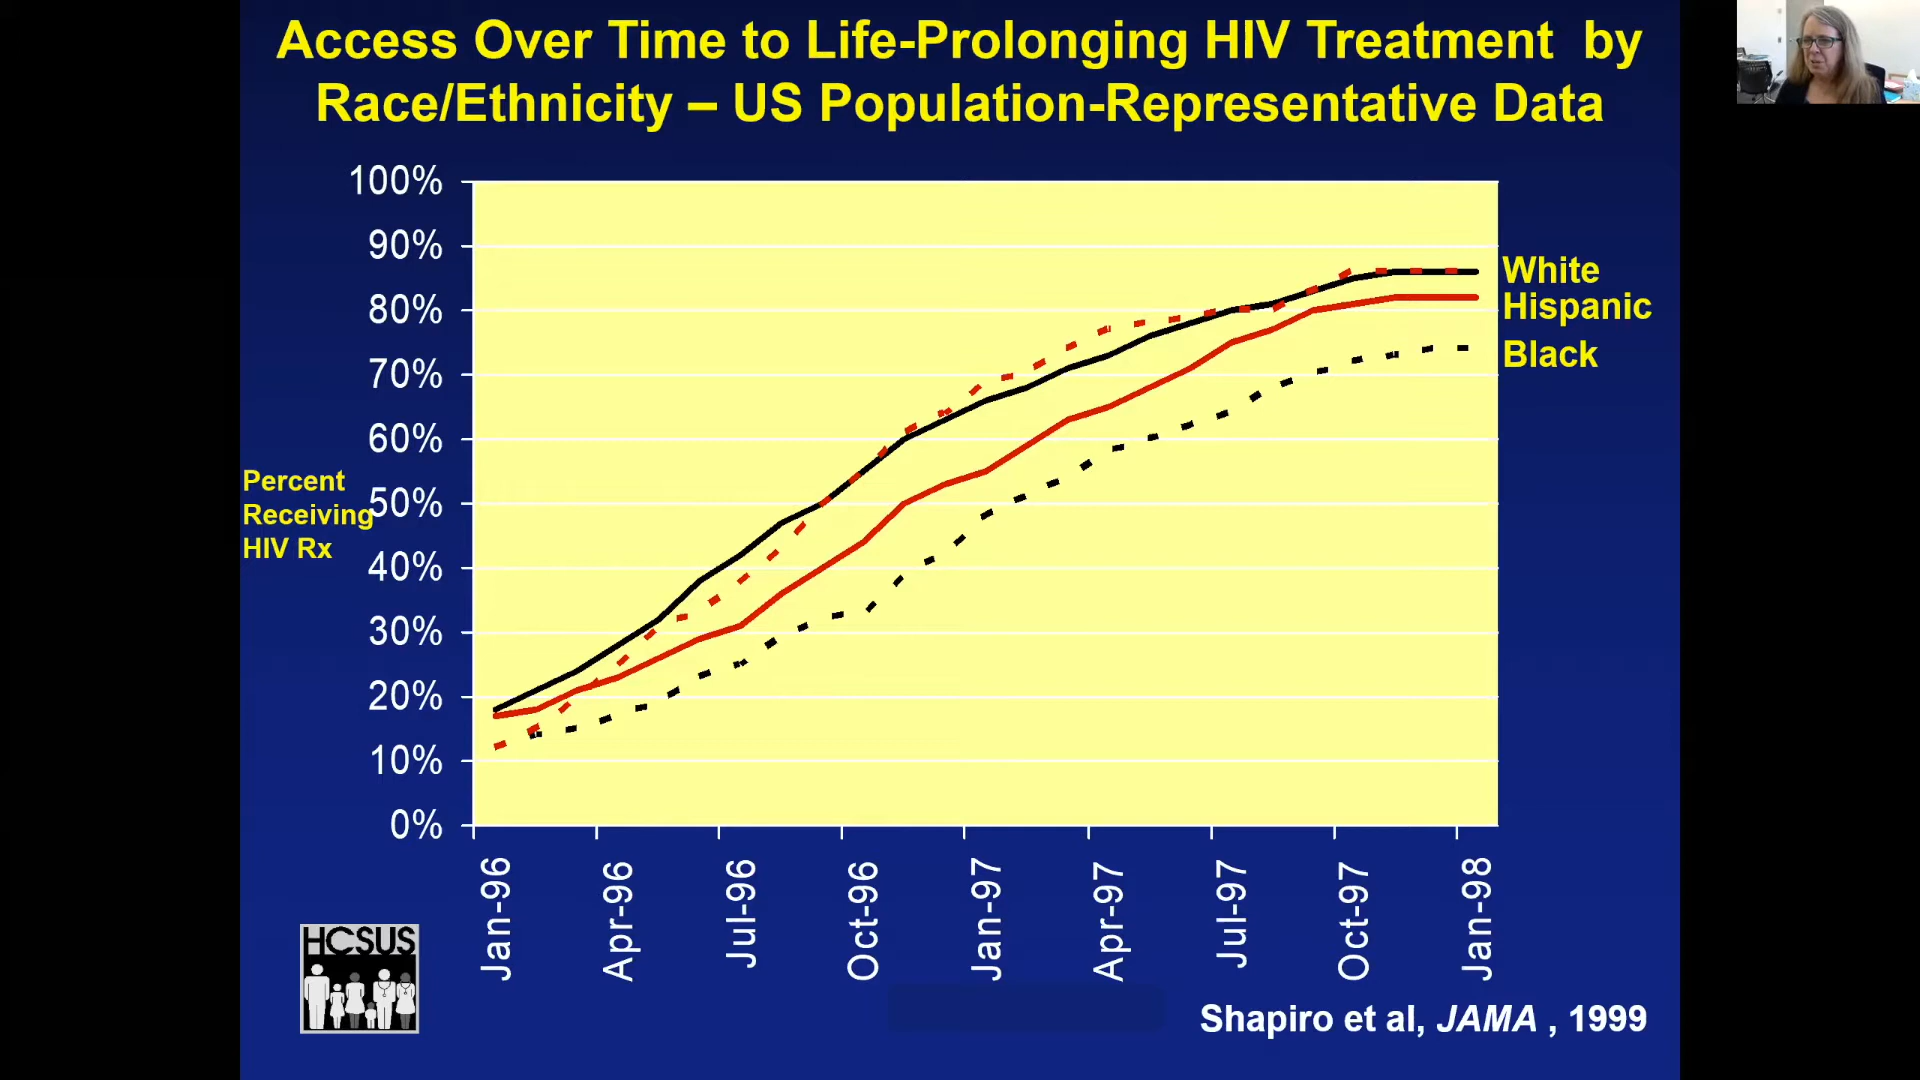 Access Over Time to Life-Prolonging HIV Treatment by
Race/Ethnicity – US Population-Representative Data
100%
90%
80%
70%
60%
50%
40%
30%
20%
10%
0%
Percent
Receiving
HIV Rx
White
Hispanic
Black
Jan-96
Apr-96
Jul-96
Oct-96
Jan-97
Apr-97
Jul-97
Oct-97
Jan-98
HCSUS
Shapiro et al, JAMA , 1999